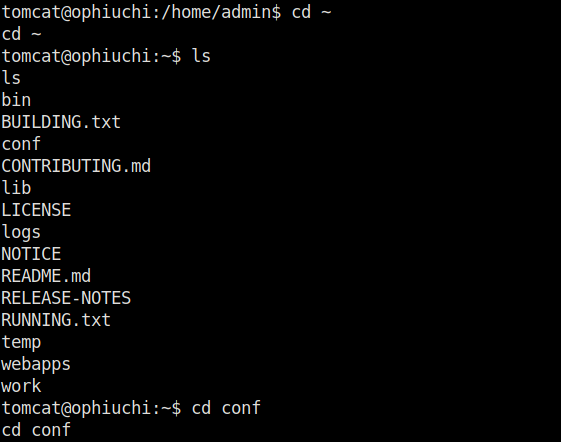 tomcat@ophiuchi:/home/admin$ cd ~
cd ~
tomcat@ophiuchi:~$ ls
ls
bin
BUILDING.txt
conf
CONTRIBUTING.md
lib
LICENSE
logs
NOTICE
README.md
RELEASE-NOTES
RUNNING.txt
temp
webapps
work
tomcat@ophiuchi:~$ cd conf
cd conf